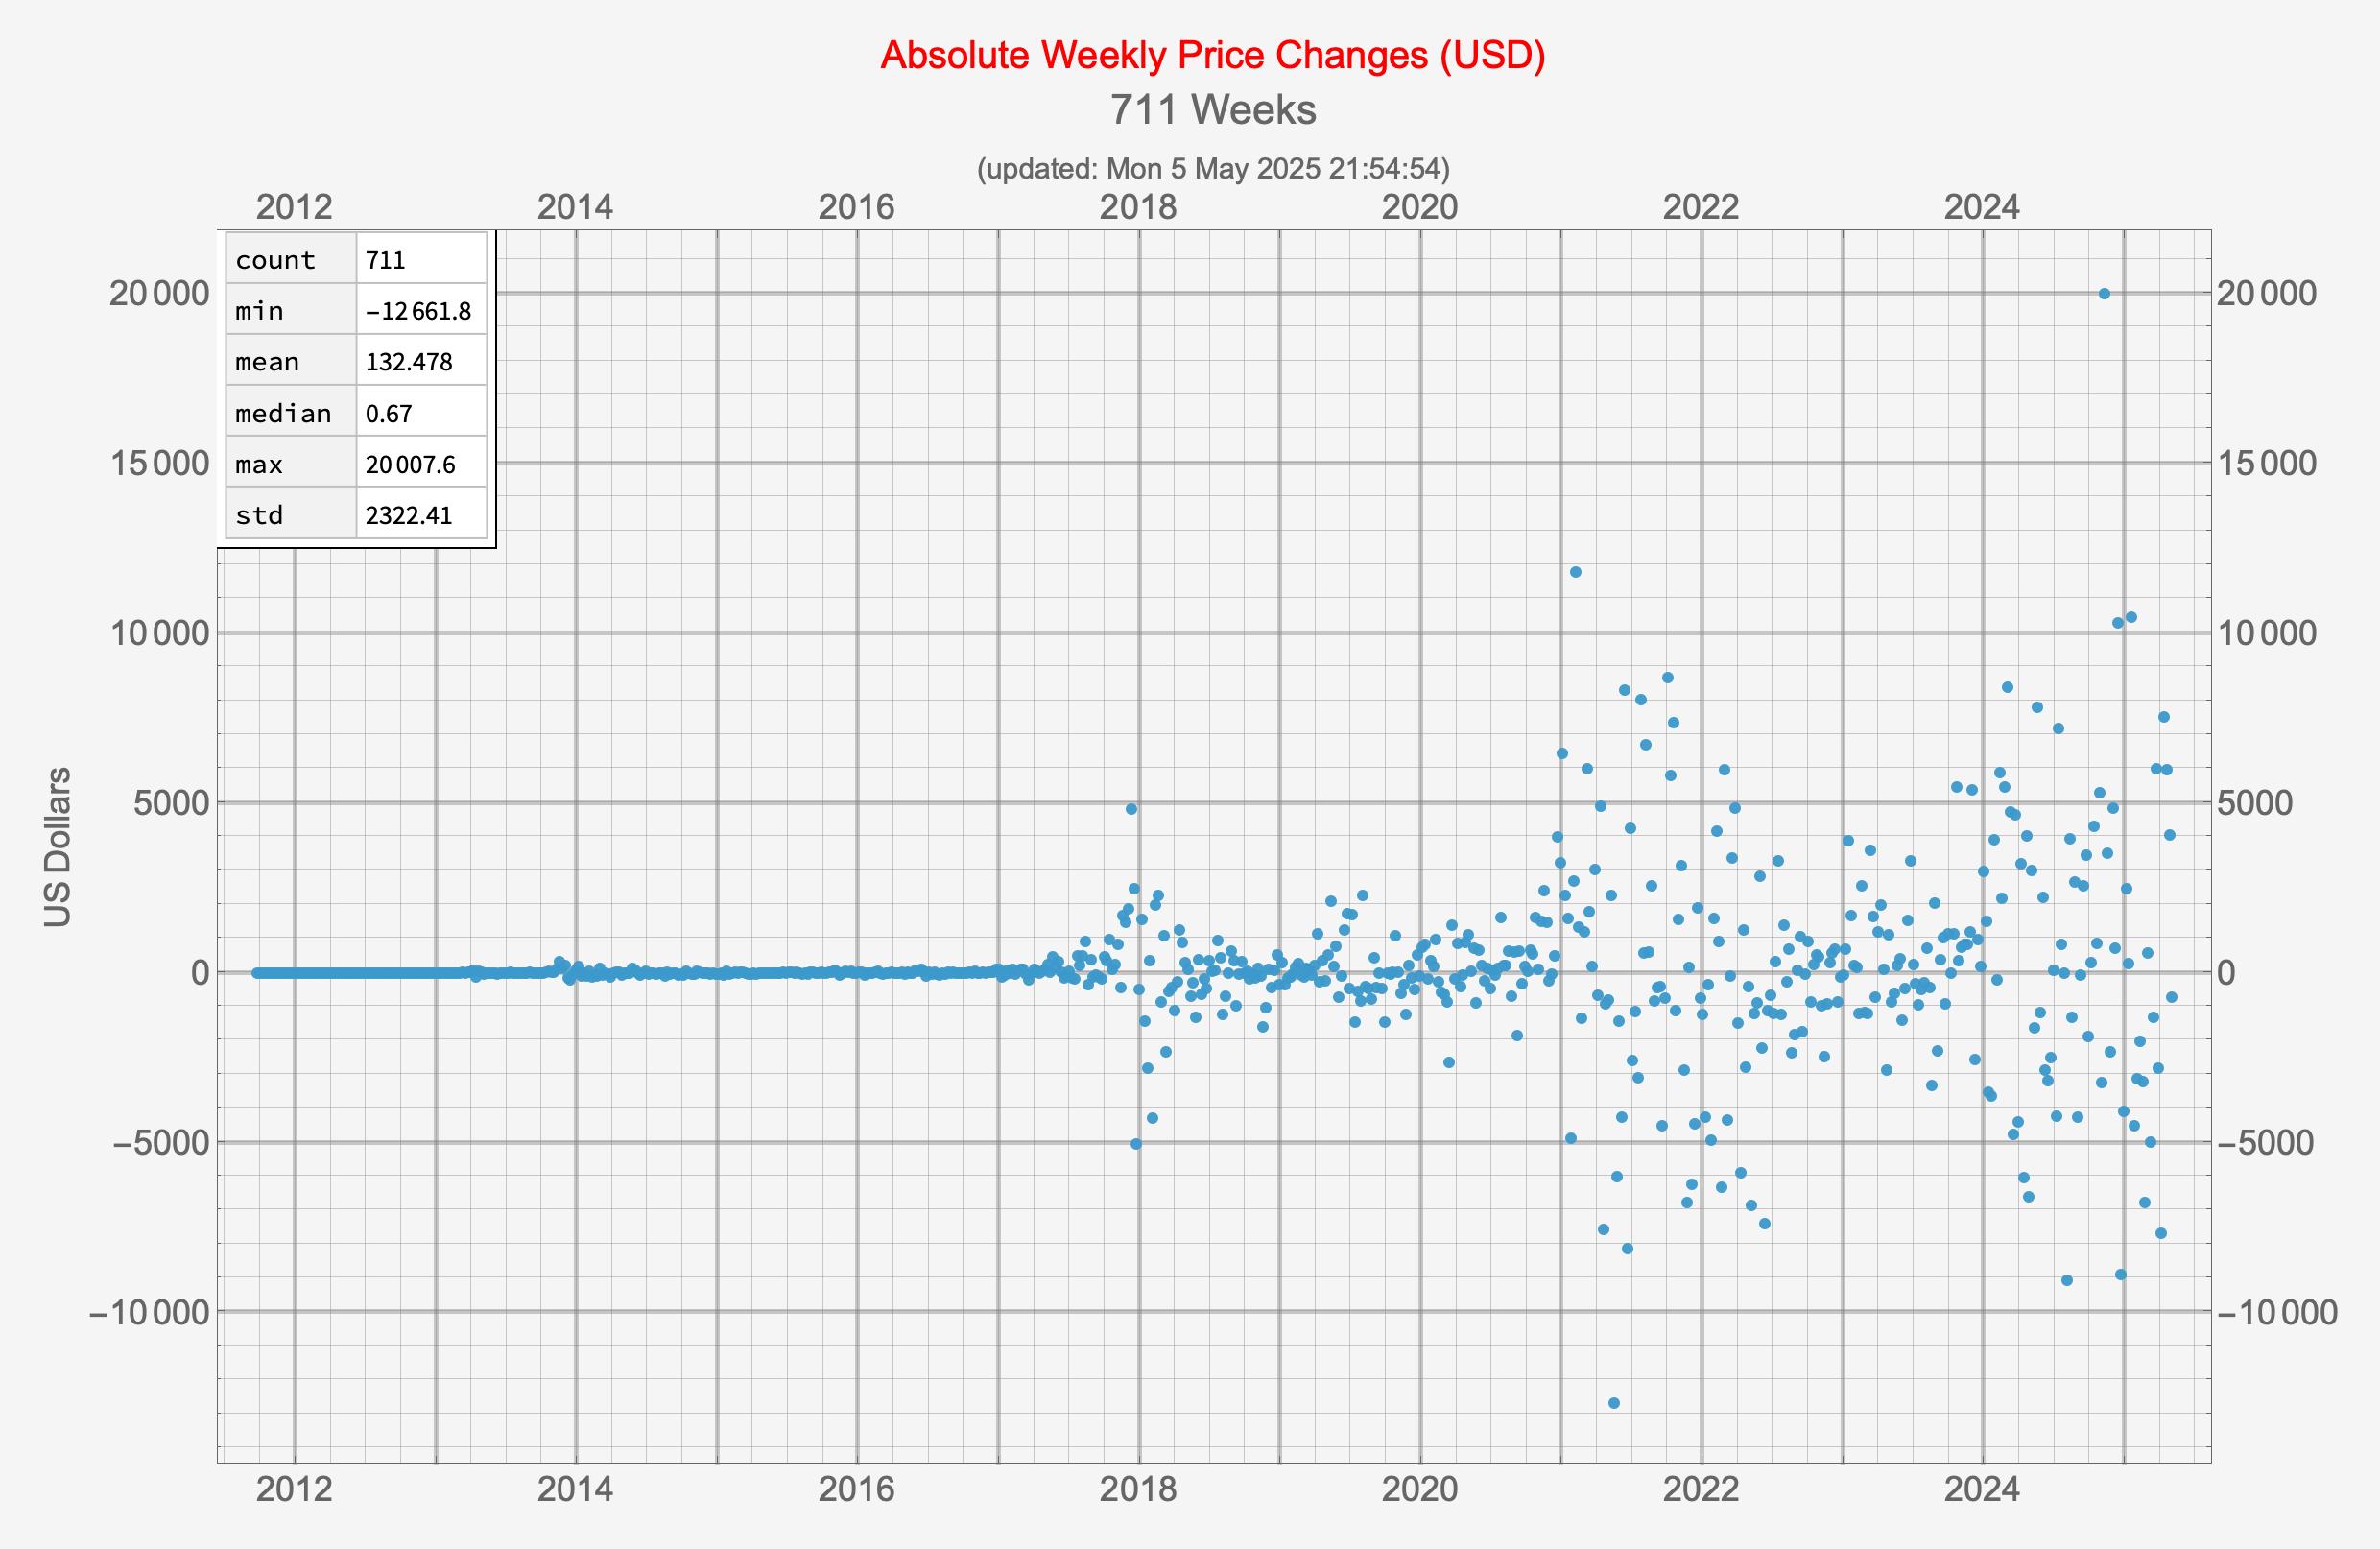 Absolute Weekly Price Changes (USD)
711 Weeks
(updated: Mon 5 May 2025 21:54:54)
2012 2014 2016 2018 2020 2022 2024
count 711
min −12 661.8
mean 132.478
median 0.67
max 20 007.6
std 2322.41
US Dollars
20 000 20 000
15 000 15 000
10 000 10 000
5000 5000
0 0
−5000 −5000
−10 000 −10 000
2012 2014 2016 2018 2020 2022 2024